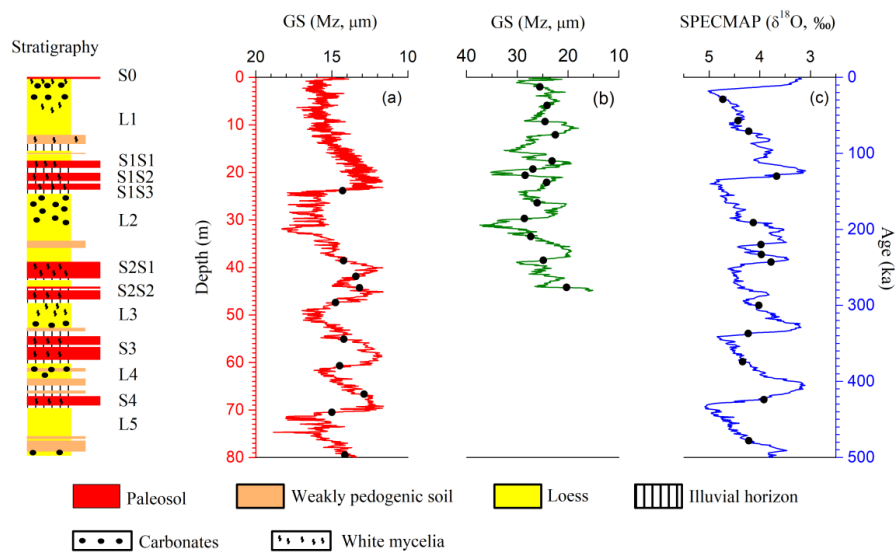 Stratigraphy
GS (Mz, μm)
GS (Mz, μm)
SPECMAP (δ18O, ‰)
20 15 10
40 30 20 10
5 4 3
S0
L1
S1S1
S1S2
S1S3
L2
S2S1
S2S2
L3
S3
L4
S4
L5
Depth (m)
0
10
20
30
40
50
60
70
80
(a)
(b)
(c)
0
100
200
300
400
500
Age (ka)
Paleosol
Weakly pedogenic soil
Loess
Illuvial horizon
Carbonates
White mycelia